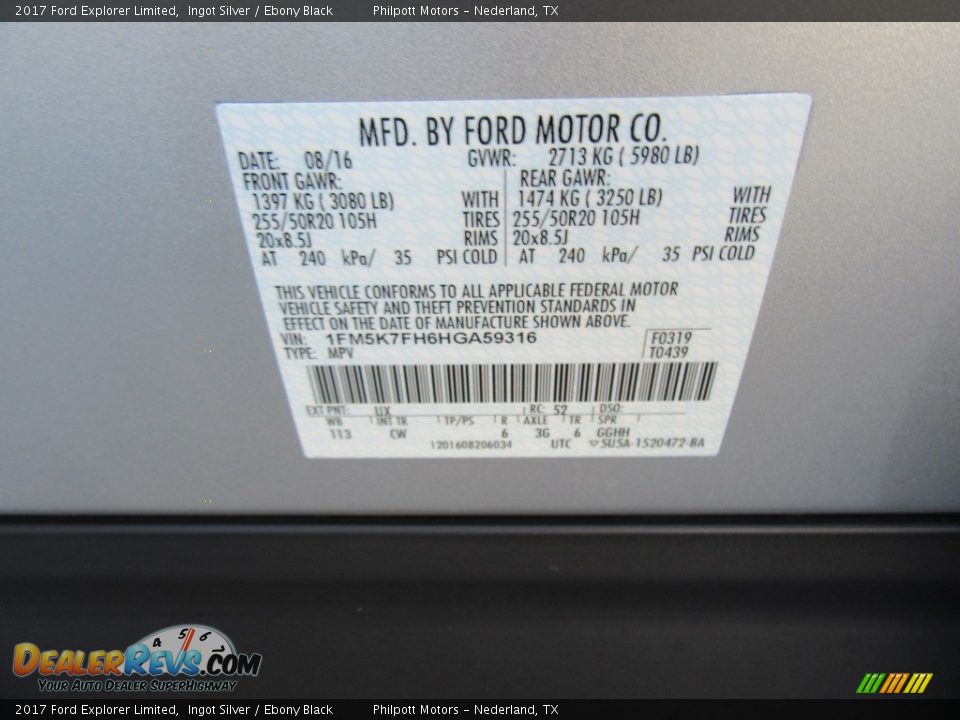 2017 Ford Explorer Limited, Ingot Silver / Ebony Black Philpott Motors - Nederland, TX
MFD. BY FORD MOTOR CO.
DATE: 08/16 GVWR: 2713 KG ( 5980 LB)
FRONT GAWR: REAR GAWR:
1397 KG ( 3080 LB) WITH 1474 KG ( 3250 LB) WITH
255/50R20 105H TIRES 255/50R20 105H TIRES
20x8.5J RIMS 20x8.5J RIMS
AT 240 kPa/ 35 PSI COLD AT 240 kPa/ 35 PSI COLD
THIS VEHICLE CONFORMS TO ALL APPLICABLE FEDERAL MOTOR
VEHICLE SAFETY AND THEFT PREVENTION STANDARDS IN
EFFECT ON THE DATE OF MANUFACTURE SHOWN ABOVE.
VIN: 1FM5K7FH6HGA59316 F0319
TYPE: MPV T0439
EXT PNT: UX RC: 52 DSO:
WB INT TR TP/PS R AXLE TR SPR
113 CW 6 3G 6 GGHH
1201608206034 UTC 5U5A-1520472-BA
4 5 6
DEALERREVS.COM
YOUR AUTO DEALER SUPERHIGHWAY
2017 Ford Explorer Limited, Ingot Silver / Ebony Black Philpott Motors - Nederland, TX